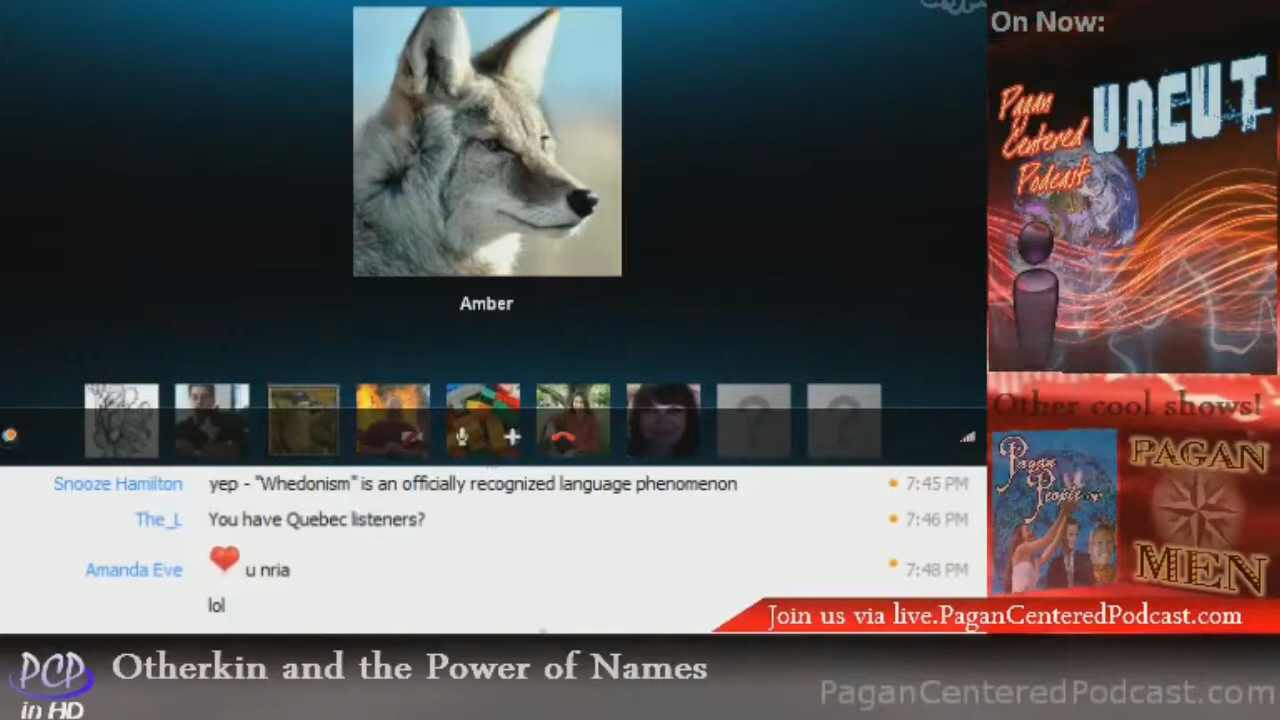 On Now:
Pagan
Centered
Podcast
UNCUT
Amber
Other cool shows!
Pagan
People
PAGAN
MEN
Snooze Hamilton yep - "Whedonism" is an officially recognized language phenomenon 7:45 PM
The_L You have Quebec listeners? 7:46 PM
Amanda Eve u nria 7:48 PM
lol
Join us via live.PaganCenteredPodcast.com
PCP
in HD
Otherkin and the Power of Names
PaganCenteredPodcast.com